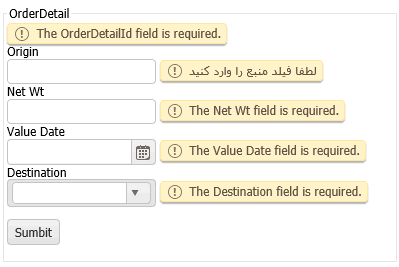 OrderDetail
The OrderDetailId field is required.
Origin
لطفا فیلد منبع را وارد کنید
Net Wt
The Net Wt field is required.
Value Date
The Value Date field is required.
Destination
The Destination field is required.
Sumbit